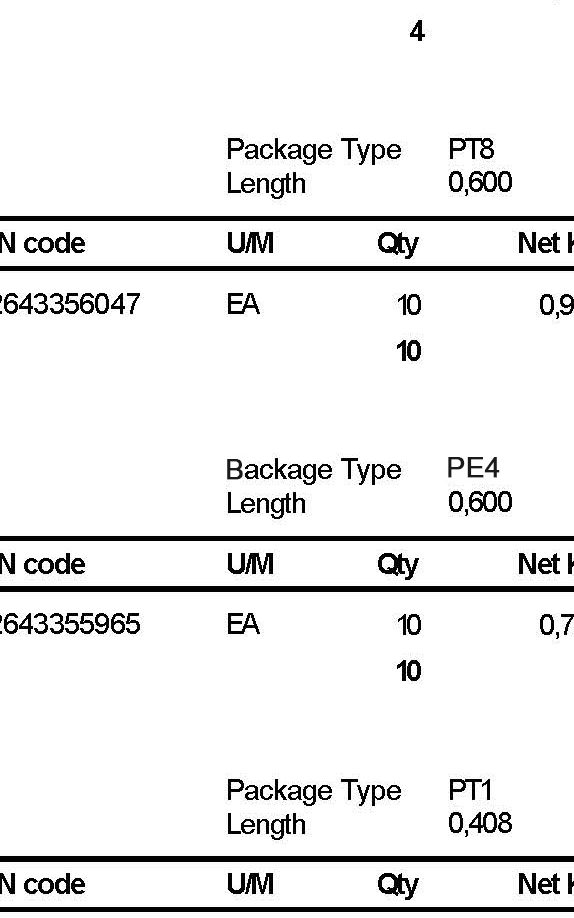 4
Package Type PT8
Length 0,600
N code U/M Qty Net
2643356047 EA 10 0,9
10
Backage Type PE4
Length 0,600
N code U/M Qty Net
2643355965 EA 10 0,7
10
Package Type PT1
Length 0,408
N code U/M Qty Net